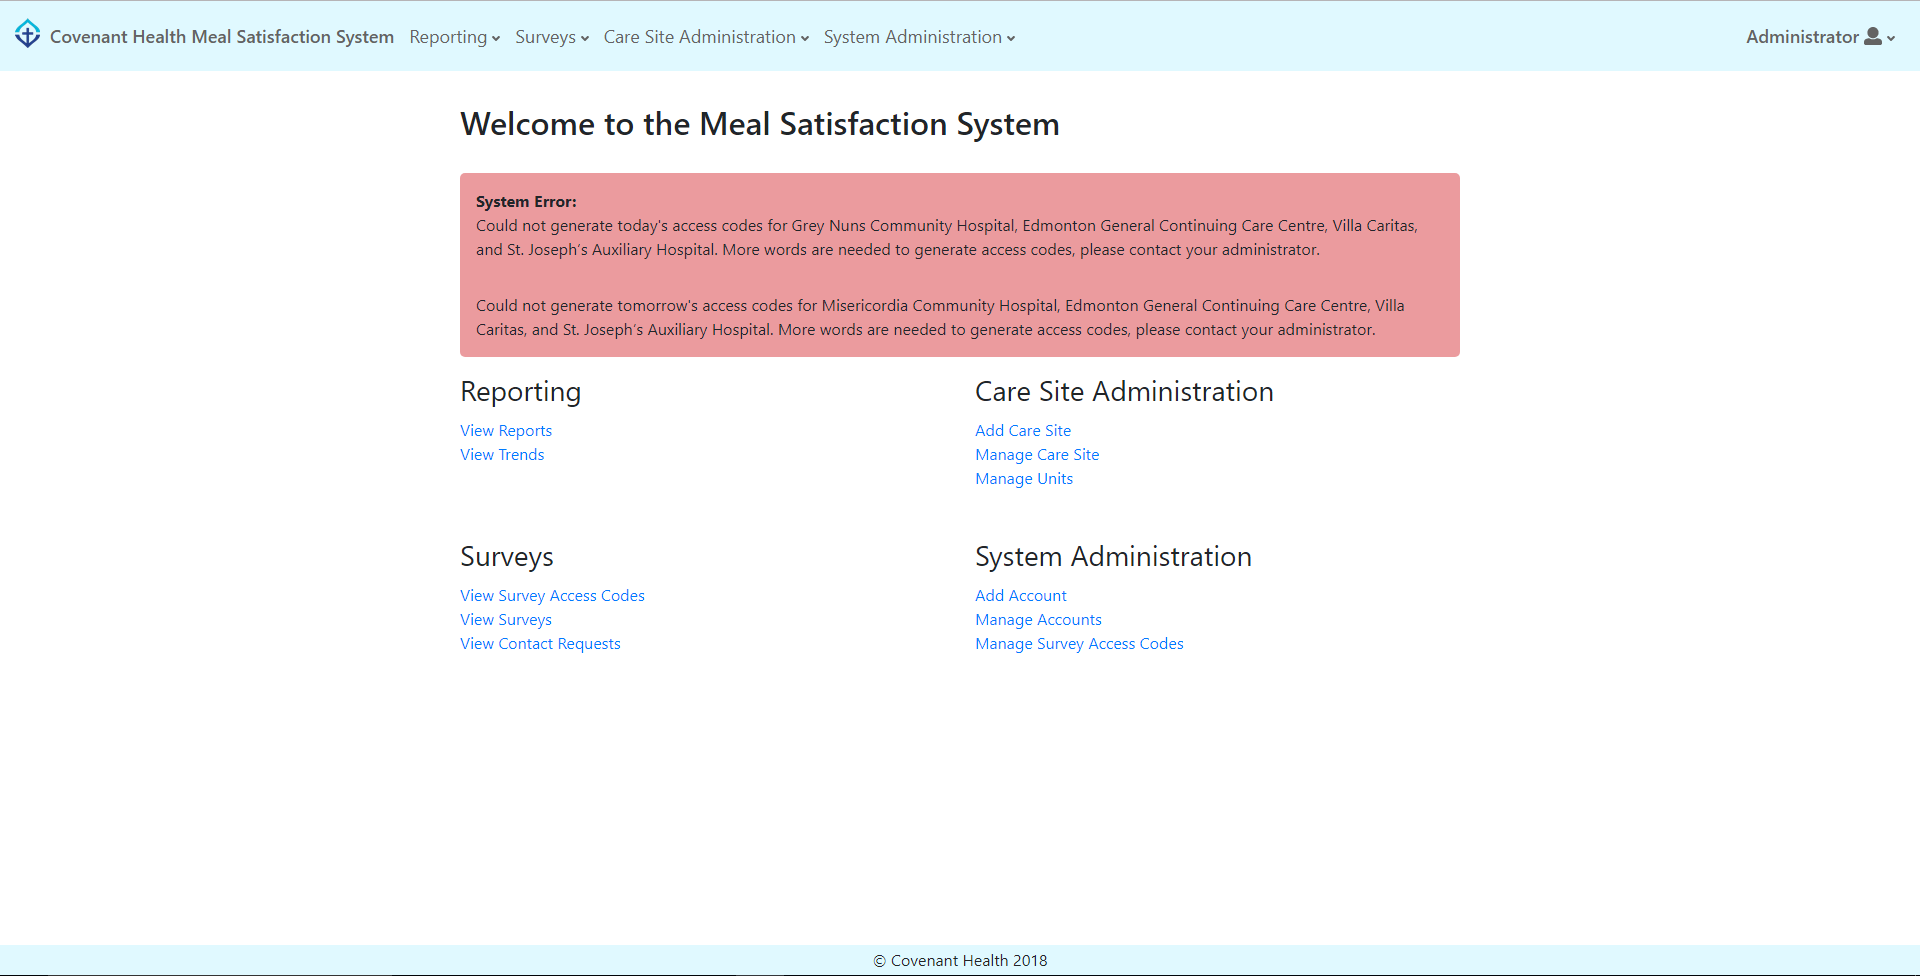 Covenant Health Meal Satisfaction System Reporting Surveys Care Site Administration System Administration Administrator
Welcome to the Meal Satisfaction System
System Error:
Could not generate today's access codes for Grey Nuns Community Hospital, Edmonton General Continuing Care Centre, Villa Caritas,
and St. Joseph’s Auxiliary Hospital. More words are needed to generate access codes, please contact your administrator.
Could not generate tomorrow's access codes for Misericordia Community Hospital, Edmonton General Continuing Care Centre, Villa
Caritas, and St. Joseph’s Auxiliary Hospital. More words are needed to generate access codes, please contact your administrator.
Reporting
View Reports
View Trends
Care Site Administration
Add Care Site
Manage Care Site
Manage Units
Surveys
View Survey Access Codes
View Surveys
View Contact Requests
System Administration
Add Account
Manage Accounts
Manage Survey Access Codes
© Covenant Health 2018